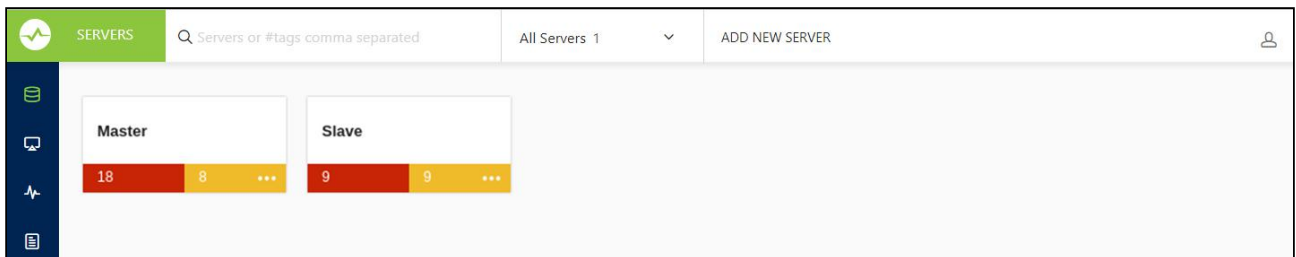 SERVERS Servers or #tags comma separated All Servers 1 ADD NEW SERVER
Master Slave
18 8 ••• 9 9 •••